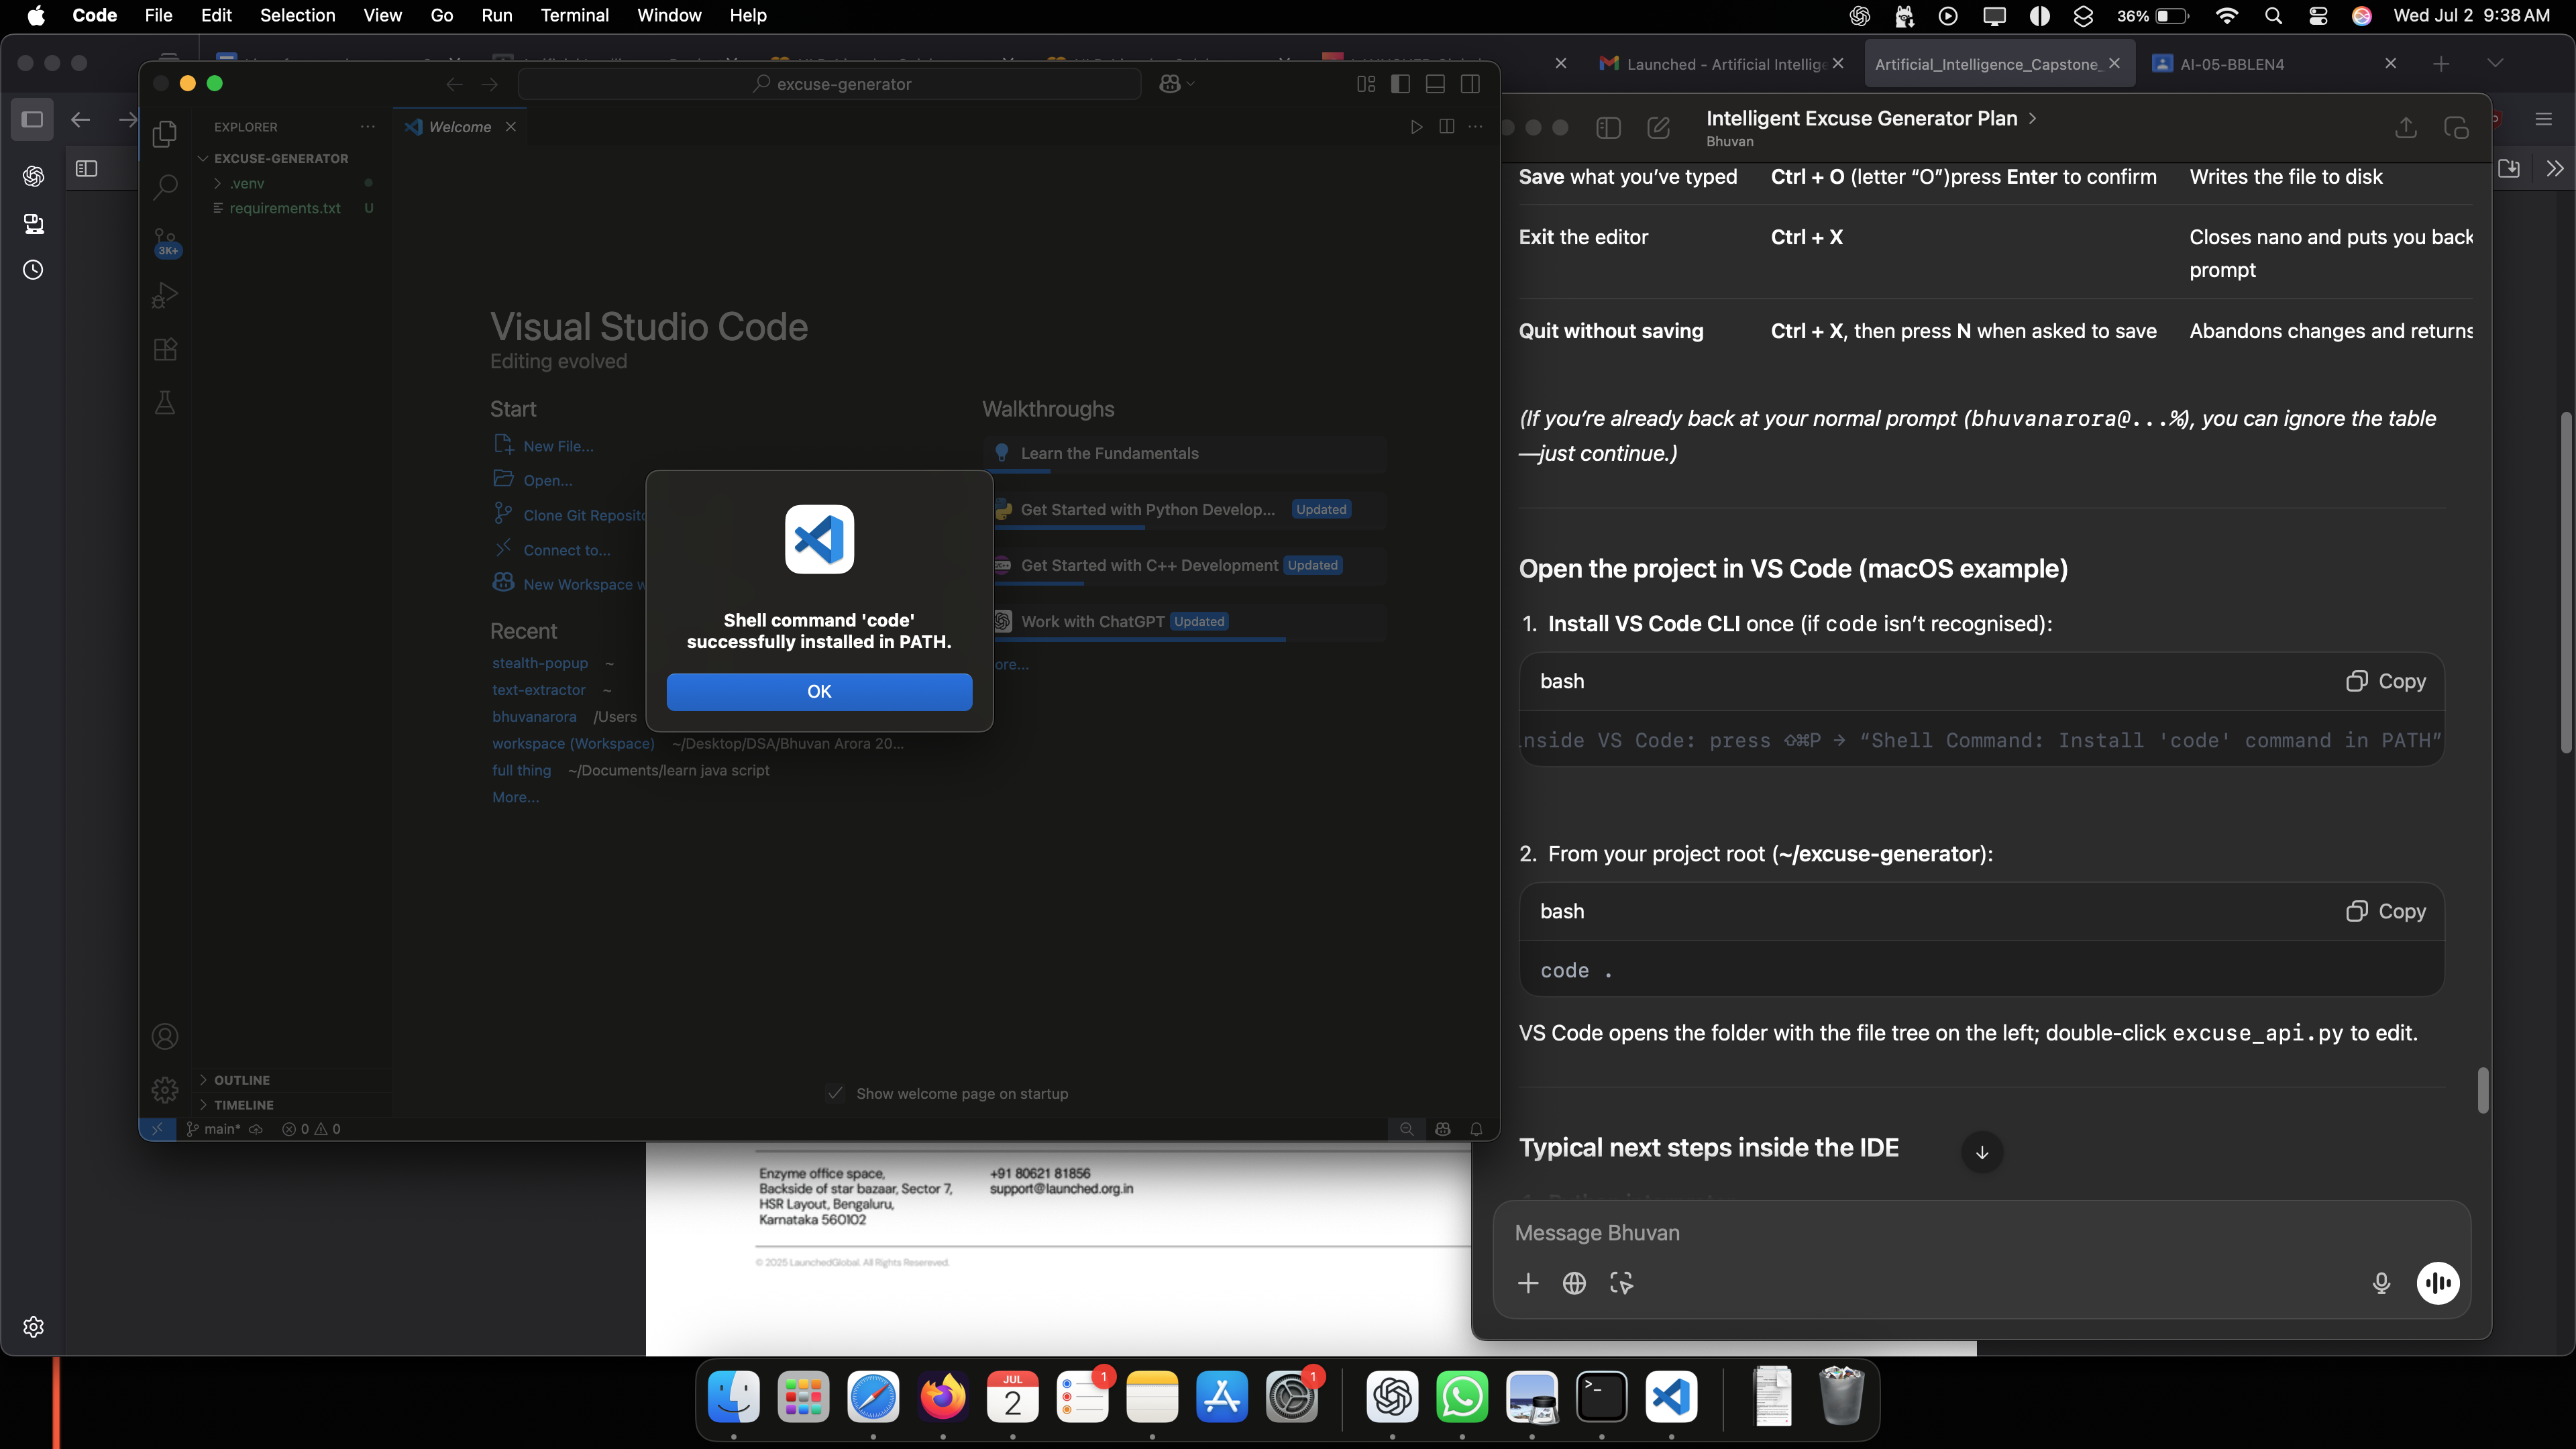 Code File Edit Selection View Go Run Terminal Window Help
36% Wed Jul 2 9:38 AM
Launched - Artificial Intellige
Artificial_Intelligence_Capstone_
AI-05-BBLEN4
excuse-generator
EXPLORER
Welcome
EXCUSE-GENERATOR
.venv
requirements.txt U
3K+
Visual Studio Code
Editing evolved
Start
New File...
Open...
Clone Git Reposito
Connect to...
New Workspace w
Recent
stealth-popup ~
text-extractor ~
bhuvanarora /Users
workspace (Workspace) ~/Desktop/DSA/Bhuvan Arora 20...
full thing ~/Documents/learn java script
More...
Walkthroughs
Learn the Fundamentals
Get Started with Python Develop... Updated
Get Started with C++ Development Updated
Work with ChatGPT Updated
ore...
Shell command 'code'
successfully installed in PATH.
OK
Show welcome page on startup
OUTLINE
TIMELINE
main* 0 0
Enzyme office space,
Backside of star bazaar, Sector 7,
HSR Layout, Bengaluru,
Karnataka 560102
+91 80621 81856
support@launched.org.in
© 2025 LaunchedGlobal. All Rights Resereved.
Intelligent Excuse Generator Plan
Bhuvan
Save what you've typed Ctrl + O (letter “O”)press Enter to confirm Writes the file to disk
Exit the editor Ctrl + X Closes nano and puts you back
prompt
Quit without saving Ctrl + X, then press N when asked to save Abandons changes and returns
(If you're already back at your normal prompt (bhuvanarora@...%), you can ignore the table
—just continue.)
Open the project in VS Code (macOS example)
1. Install VS Code CLI once (if code isn't recognised):
bash Copy
nside VS Code: press ⇧⌘P → “Shell Command: Install 'code' command in PATH”
2. From your project root (~/excuse-generator):
bash Copy
code .
VS Code opens the folder with the file tree on the left; double-click excuse_api.py to edit.
Typical next steps inside the IDE
Message Bhuvan
JUL
2
1
1